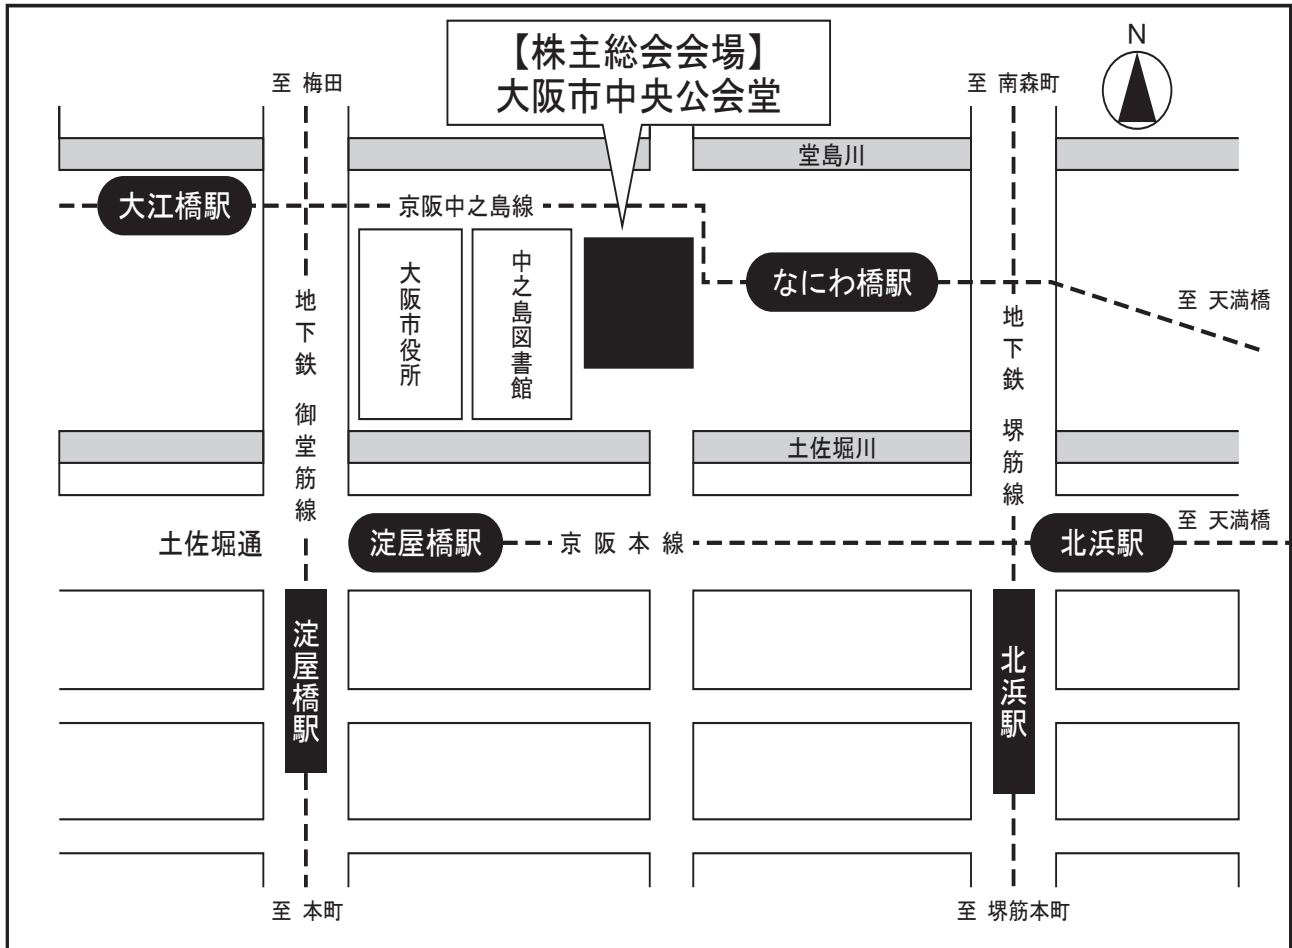 【株主総会会場】
大阪市中央公会堂
N
至 梅田
至 南森町
堂島川
大江橋駅
京阪中之島線
なにわ橋駅
至 天満橋
大阪市役所
中之島図書館
地下鉄 御堂筋線
地下鉄 堺筋線
土佐堀川
土佐堀通
淀屋橋駅
京阪本線
北浜駅
至 天満橋
淀屋橋駅
北浜駅
至 本町
至 堺筋本町